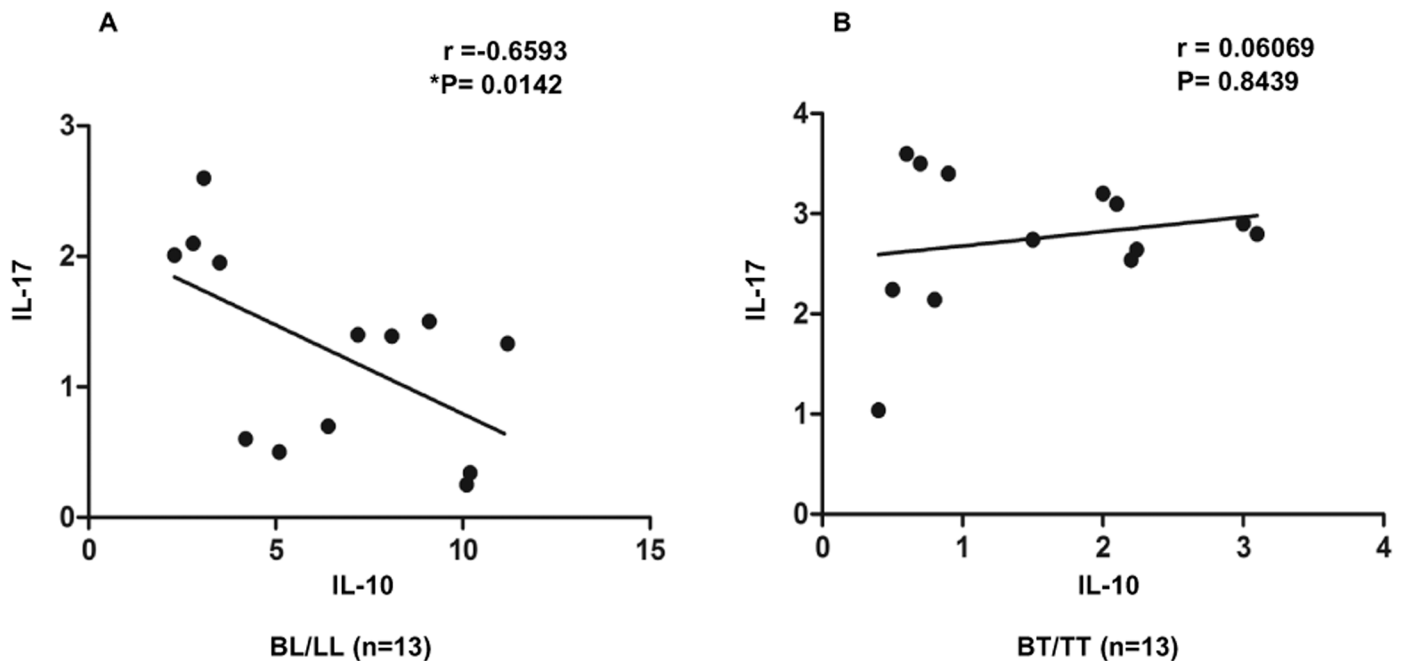 A
r =-0.6593
*P= 0.0142
3
2
1
0
IL-17
0 5 10 15
IL-10
BL/LL (n=13)
B
r = 0.06069
P= 0.8439
4
3
2
1
0
IL-17
0 1 2 3 4
IL-10
BT/TT (n=13)